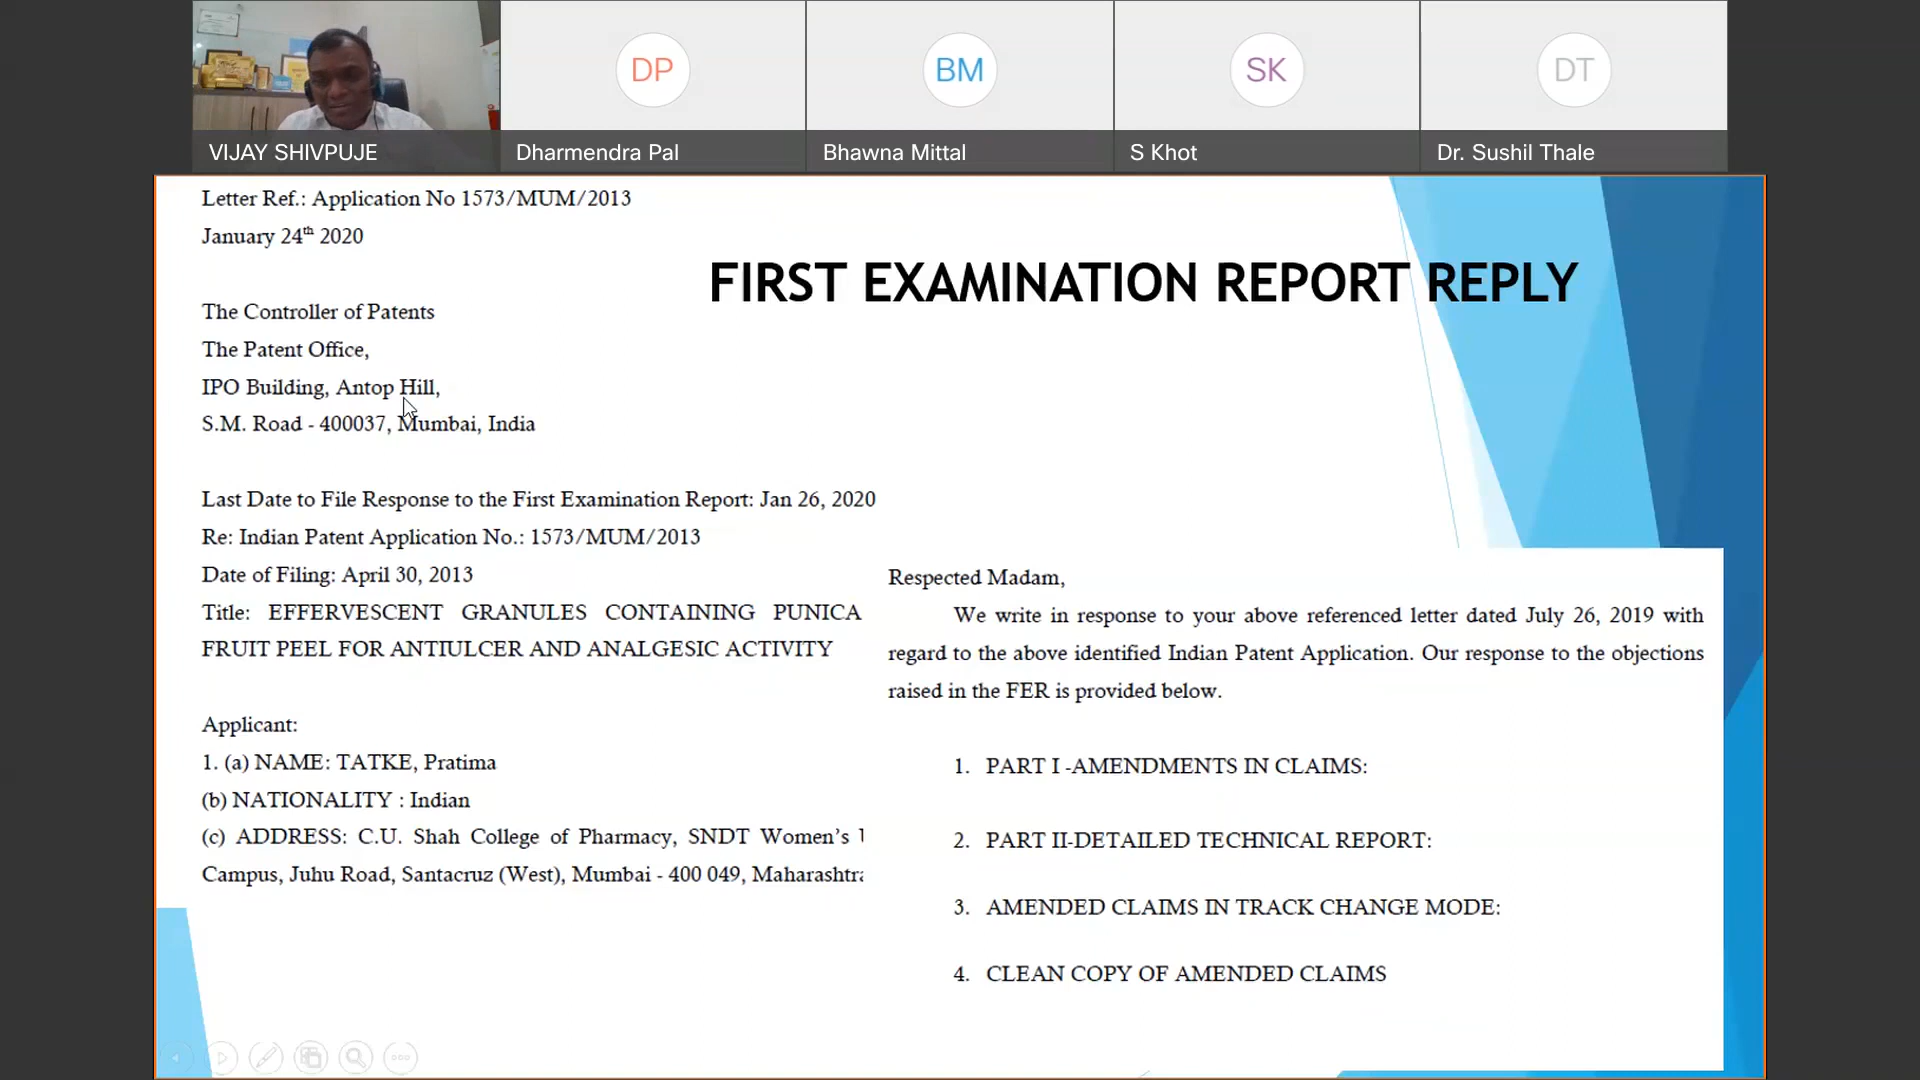 DP
BM
SK
DT
VIJAY SHIVPUJE
Dharmendra Pal
Bhawna Mittal
S Khot
Dr. Sushil Thale
Letter Ref.: Application No 1573/MUM/2013
January 24th 2020
FIRST EXAMINATION REPORT REPLY
The Controller of Patents
The Patent Office,
IPO Building, Antop Hill,
S.M. Road - 400037, Mumbai, India
Last Date to File Response to the First Examination Report: Jan 26, 2020
Re: Indian Patent Application No.: 1573/MUM/2013
Date of Filing: April 30, 2013
Title: EFFERVESCENT GRANULES CONTAINING PUNICA
FRUIT PEEL FOR ANTIULCER AND ANALGESIC ACTIVITY
Applicant:
1. (a) NAME: TATKE, Pratima
(b) NATIONALITY : Indian
(c) ADDRESS: C.U. Shah College of Pharmacy, SNDT Women’s
Campus, Juhu Road, Santacruz (West), Mumbai - 400 049, Maharashtra
Respected Madam,
We write in response to your above referenced letter dated July 26, 2019 with
regard to the above identified Indian Patent Application. Our response to the objections
raised in the FER is provided below.
1. PART I -AMENDMENTS IN CLAIMS:
2. PART II-DETAILED TECHNICAL REPORT:
3. AMENDED CLAIMS IN TRACK CHANGE MODE:
4. CLEAN COPY OF AMENDED CLAIMS